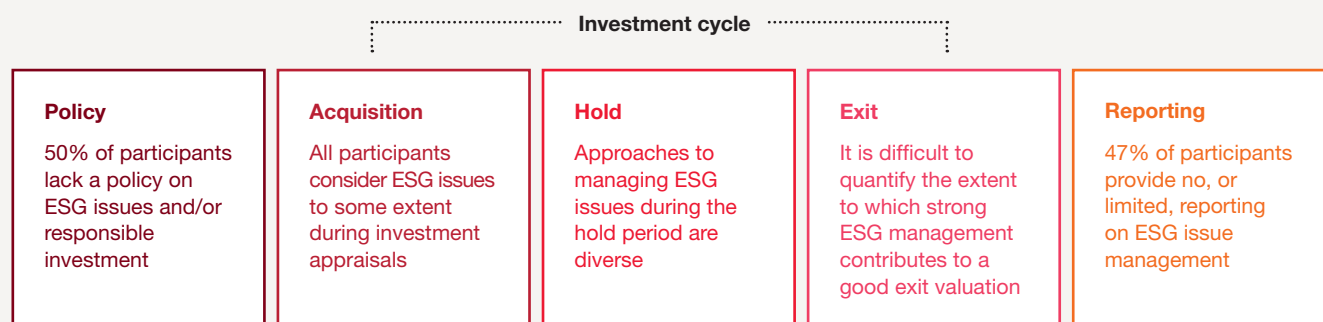 Investment cycle
Policy
50% of participants
lack a policy on
ESG issues and/or
responsible
investment
Acquisition
All participants
consider ESG issues
to some extent
during investment
appraisals
Hold
Approaches to
managing ESG
issues during the
hold period are
diverse
Exit
It is difficult to
quantify the extent
to which strong
ESG management
contributes to a
good exit valuation
Reporting
47% of participants
provide no, or
limited, reporting
on ESG issue
management